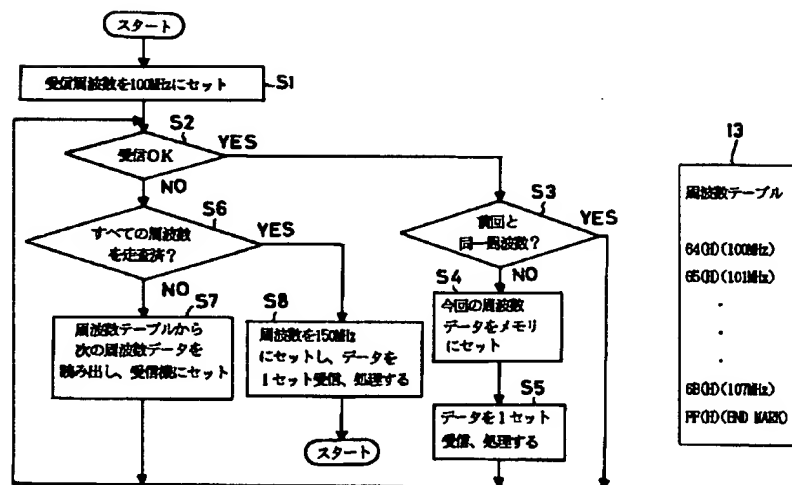 スタート
受信周波数を100MHzにセット
S1
S2
受信OK
YES
NO
S6
すべての周波数
を走査済?
YES
NO
S3
前回と
同一周波数?
YES
NO
S7
周波数テーブルから
次の周波数データを
読み出し、受信機にセット
S8
周波数を150MHz
にセットし、データを
1セット受信、処理する
スタート
S4
今回の周波数
データをメモリ
にセット
S5
データを1セット
受信、処理する
13
周波数テーブル
64(H)(100MHz)
65(H)(101MHz)
・
・
・
6B(H)(107MHz)
FF(H)(END MARK)